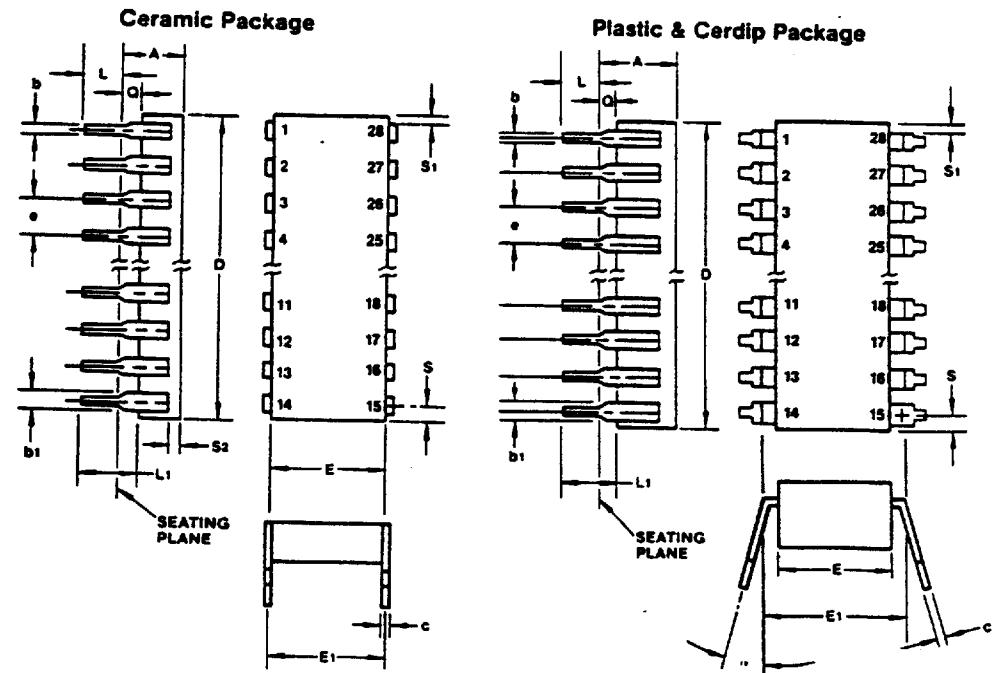 Ceramic Package
A
L
Q
b
e
D
b1
S2
L1
SEATING
PLANE
1 28
2 27
3 26
4 25
11 18
12 17
13 16
14 15
S1
S
E
E1
c
Plastic & Cerdip Package
A
L
Q
b
e
D
b1
L1
SEATING
PLANE
1 28
2 27
3 26
4 25
11 18
12 17
13 16
14 15
S1
S
E
E1
c